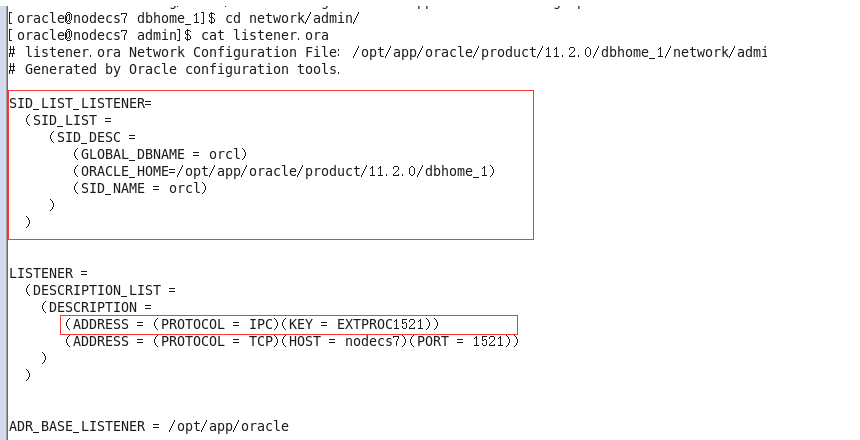 [oracle@nodecs7 dbhome_1]$ cd network/admin/
[oracle@nodecs7 admin]$ cat listener.ora
# listener.ora Network Configuration File: /opt/app/oracle/product/11.2.0/dbhome_1/network/admi
# Generated by Oracle configuration tools.
SID_LIST_LISTENER=
(SID_LIST =
(SID_DESC =
(GLOBAL_DBNAME = orcl)
(ORACLE_HOME=/opt/app/oracle/product/11.2.0/dbhome_1)
(SID_NAME = orcl)
)
)
LISTENER =
(DESCRIPTION_LIST =
(DESCRIPTION =
(ADDRESS = (PROTOCOL = IPC)(KEY = EXTPROC1521))
(ADDRESS = (PROTOCOL = TCP)(HOST = nodecs7)(PORT = 1521))
)
)
ADR_BASE_LISTENER = /opt/app/oracle